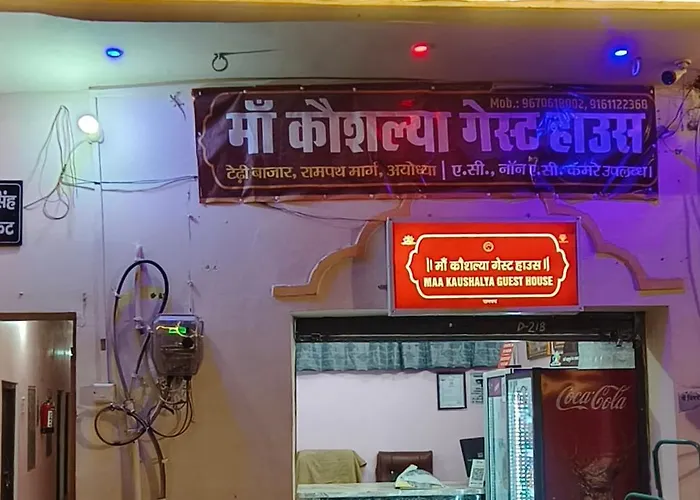 Mob.: 9670618002, 9161122368
माँ कौशल्या गेस्ट हाउस
टेढ़ी बाजार, रामपथ मार्ग, अयोध्या | ए.सी., नॉन ए.सी. कमरे उपलब्ध।
सिंह
॥ माँ कौशल्या गेस्ट हाउस ॥
MAA KAUSHALYA GUEST HOUSE
D-218
Coca-Cola